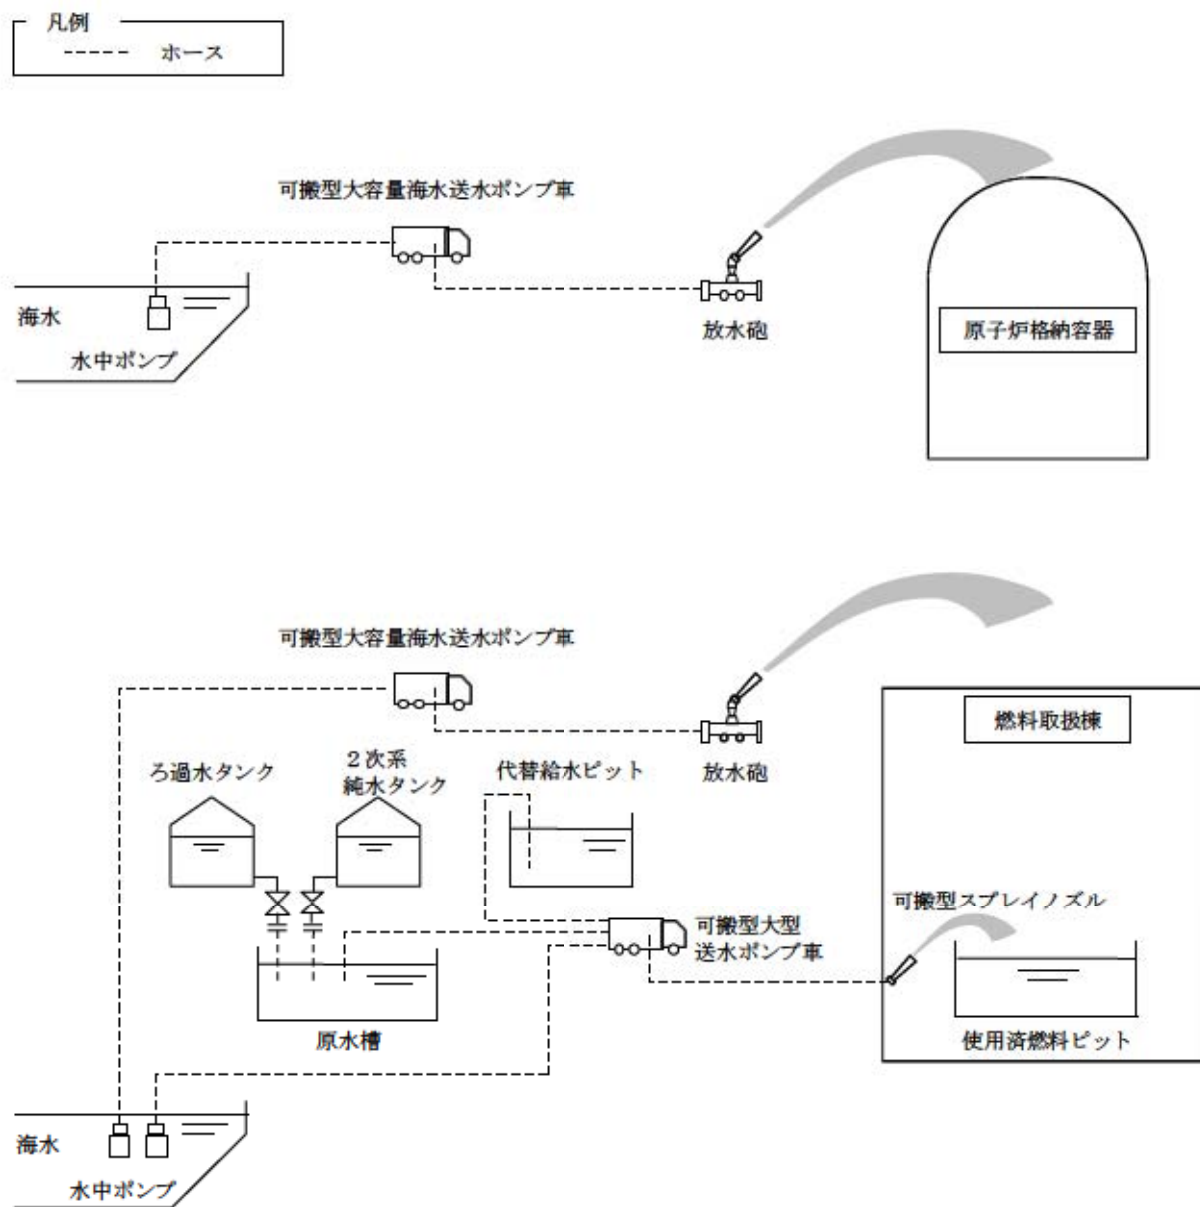 凡例
ホース
可搬型大容量海水送水ポンプ車
海水
水中ポンプ
放水砲
原子炉格納容器
可搬型大容量海水送水ポンプ車
燃料取扱棟
放水砲
ろ過水タンク
2次系
純水タンク
代替給水ピット
可搬型スプレイノズル
可搬型大型
送水ポンプ車
原水槽
使用済燃料ピット
海水
水中ポンプ